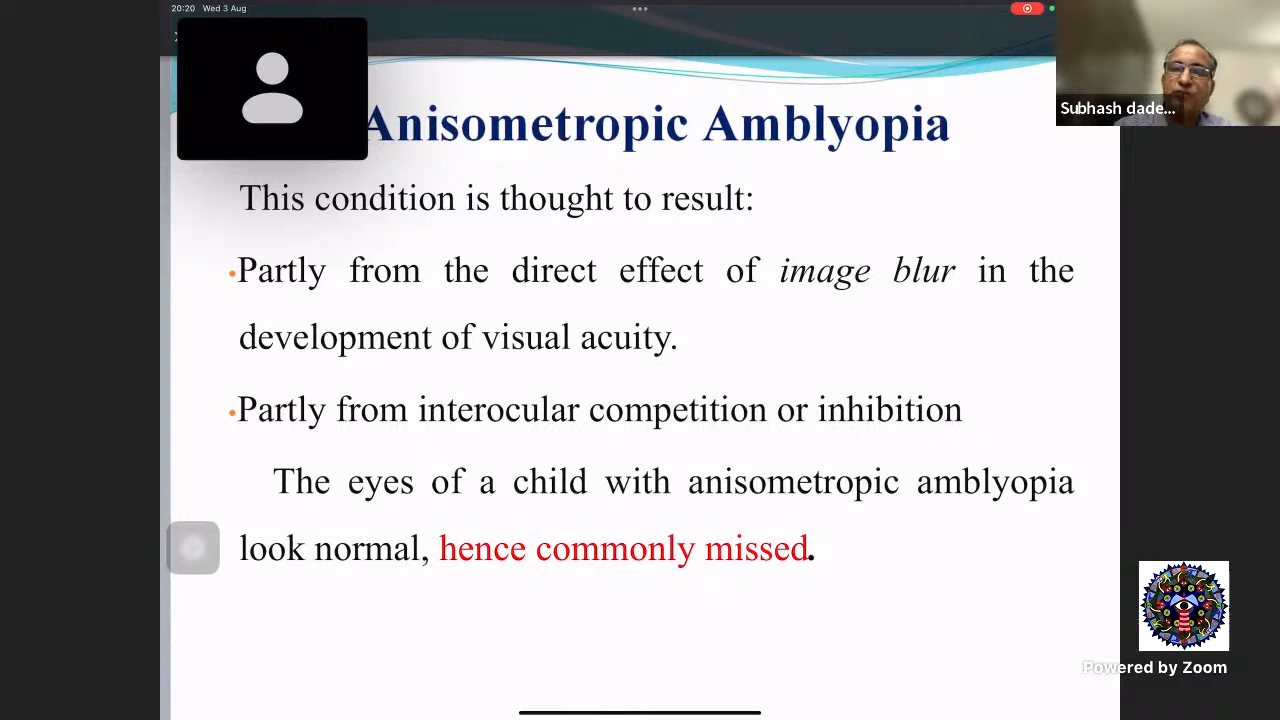 20:20 Wed 3 Aug
Subhash dade...
Anisometropic Amblyopia
This condition is thought to result:
•Partly from the direct effect of image blur in the
development of visual acuity.
•Partly from interocular competition or inhibition
The eyes of a child with anisometropic amblyopia
look normal, hence commonly missed.
Powered by Zoom